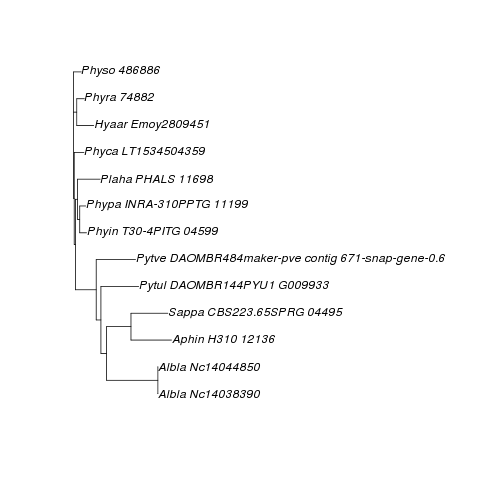 Physo 486886
Phyra 74882
Hyaar Emoy2809451
Phyca LT1534504359
Plaha PHALS 11698
Phypa INRA-310PPTG 11199
Phyin T30-4PITG 04599
Pytve DAOMBR484maker-pve contig 671-snap-gene-0.6
Pytul DAOMBR144PYU1 G009933
Sappa CBS223.65SPRG 04495
Aphin H310 12136
Albla Nc14044850
Albla Nc14038390